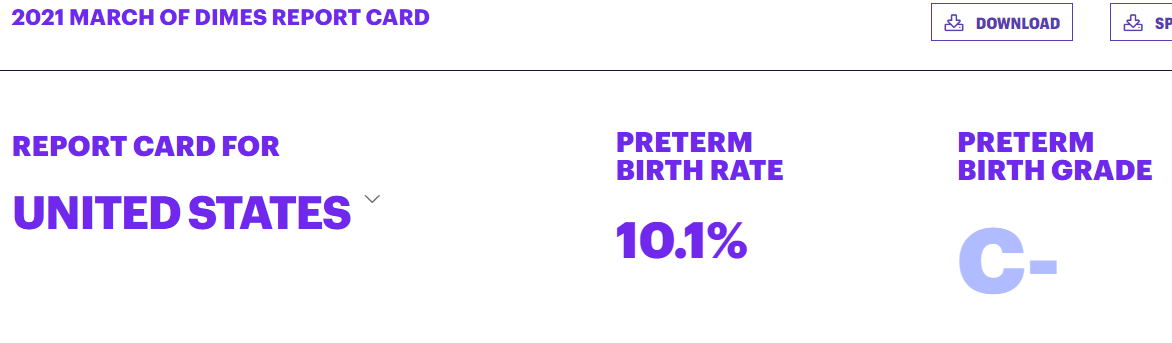 2021 MARCH OF DIMES REPORT CARD
DOWNLOAD
SP
REPORT CARD FOR
UNITED STATES
PRETERM
BIRTH RATE
10.1%
PRETERM
BIRTH GRADE
C-